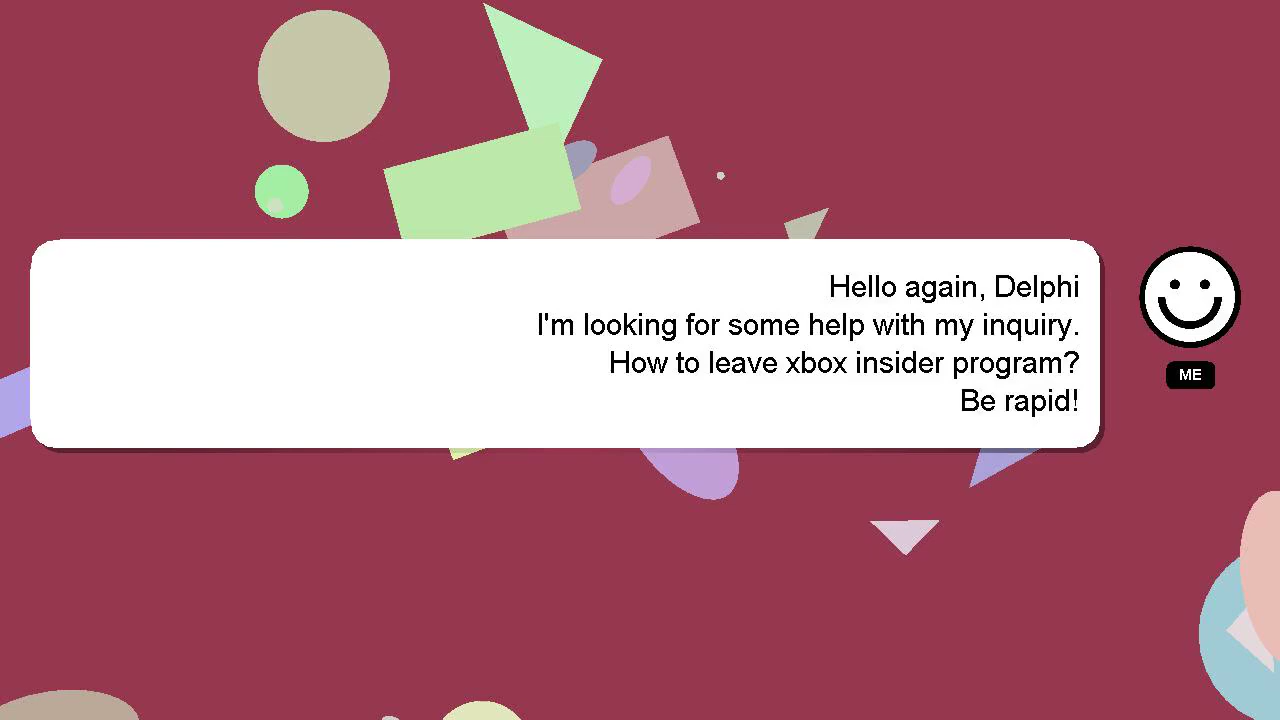 Hello again, Delphi
I'm looking for some help with my inquiry.
How to leave xbox insider program?
Be rapid!
ME